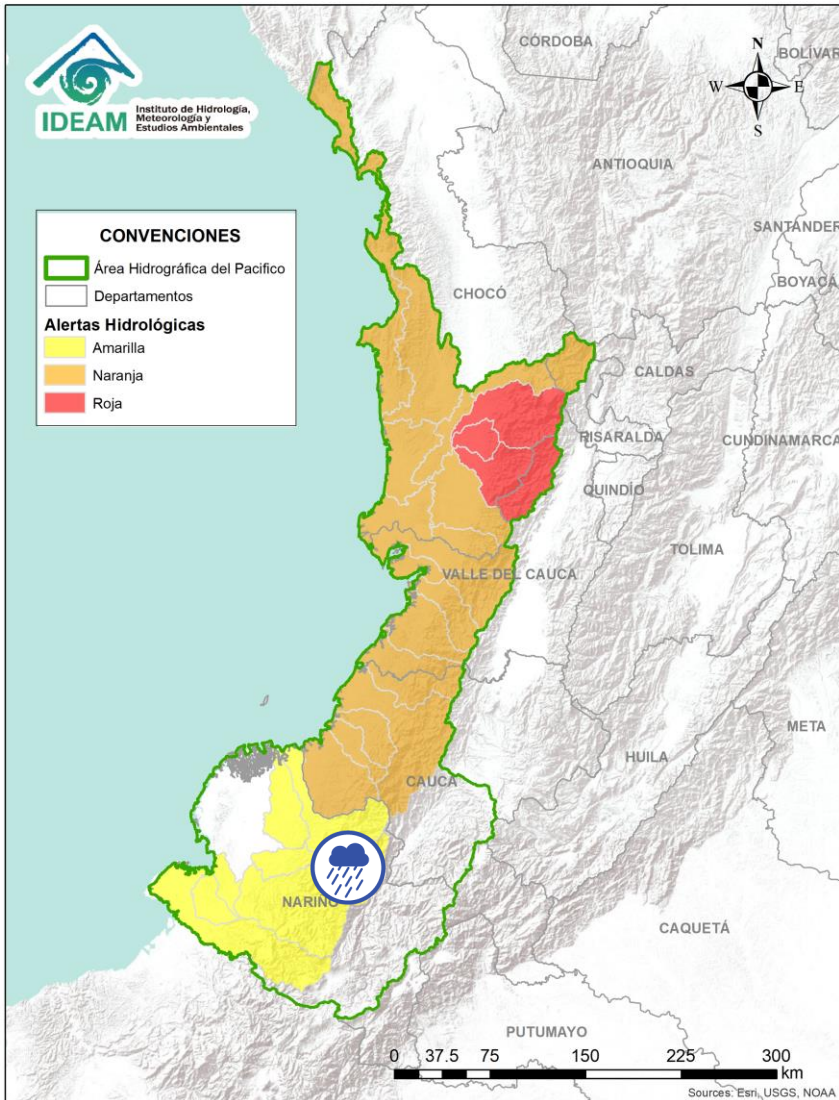 IDEAM
Instituto de Hidrología,
Meteorología y
Estudios Ambientales
CÓRDOBA
BOLÍVAR
N
W
E
S
ANTIOQUIA
SANTANDER
BOYACÁ
CONVENCIONES
Área Hidrográfica del Pacifico
Departamentos
Alertas Hidrológicas
Amarilla
Naranja
Roja
CHOCÓ
CALDAS
RISARALDA
CUNDINAMARCA
QUINDÍO
TOLIMA
VALLE DEL CAUCA
META
HUILA
CAUCA
NARIÑO
CAQUETÁ
PUTUMAYO
0 37.5 75 150 225 300
km
Sources: Esri, USGS, NOAA